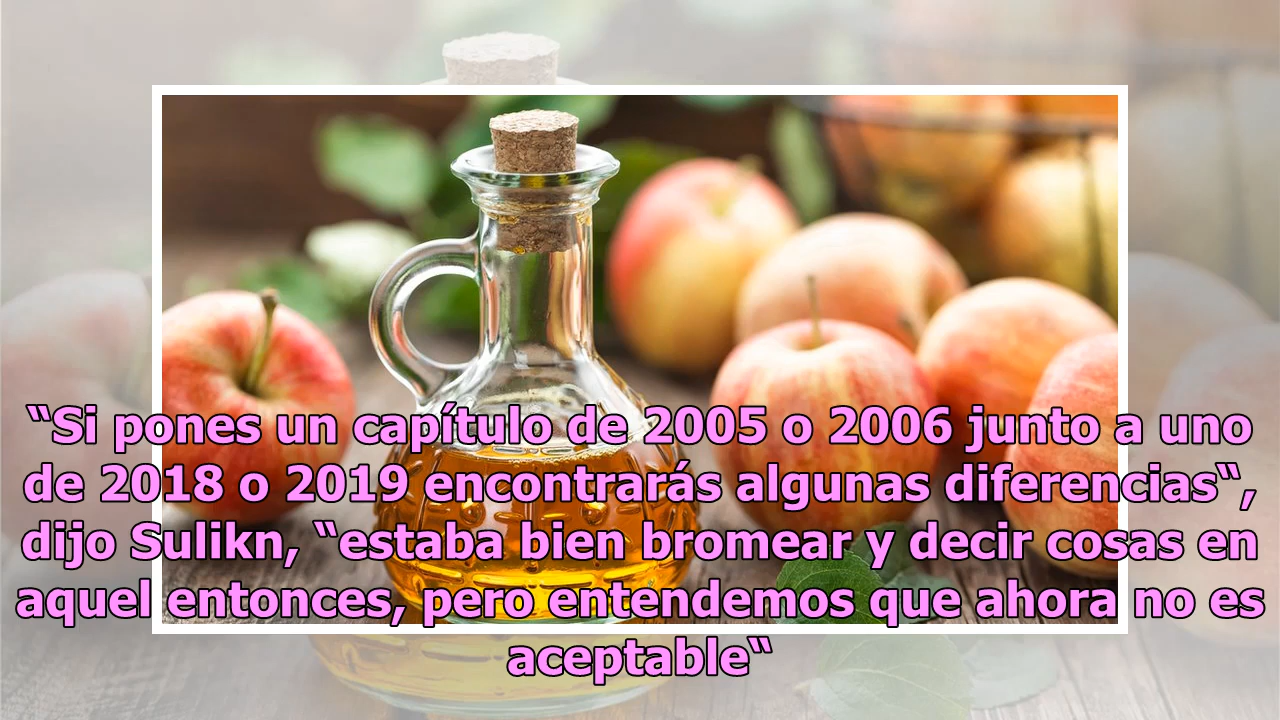 “Si pones un capítulo de 2005 o 2006 junto a uno
de 2018 o 2019 encontrarás algunas diferencias“,
dijo Sulikn, “estaba bien bromear y decir cosas en
aquel entonces, pero entendemos que ahora no es
aceptable“